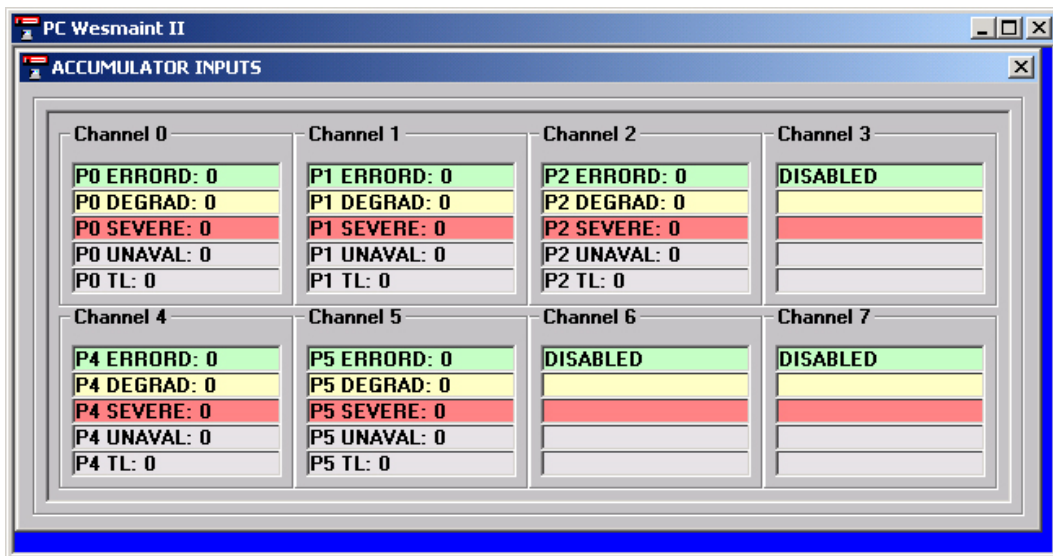 PC Wesmaint II
ACCUMULATOR INPUTS
Channel 0
P0 ERRORD: 0
P0 DEGRAD: 0
P0 SEVERE: 0
P0 UNAVAL: 0
P0 TL: 0
Channel 1
P1 ERRORD: 0
P1 DEGRAD: 0
P1 SEVERE: 0
P1 UNAVAL: 0
P1 TL: 0
Channel 2
P2 ERRORD: 0
P2 DEGRAD: 0
P2 SEVERE: 0
P2 UNAVAL: 0
P2 TL: 0
Channel 3
DISABLED
Channel 4
P4 ERRORD: 0
P4 DEGRAD: 0
P4 SEVERE: 0
P4 UNAVAL: 0
P4 TL: 0
Channel 5
P5 ERRORD: 0
P5 DEGRAD: 0
P5 SEVERE: 0
P5 UNAVAL: 0
P5 TL: 0
Channel 6
DISABLED
Channel 7
DISABLED